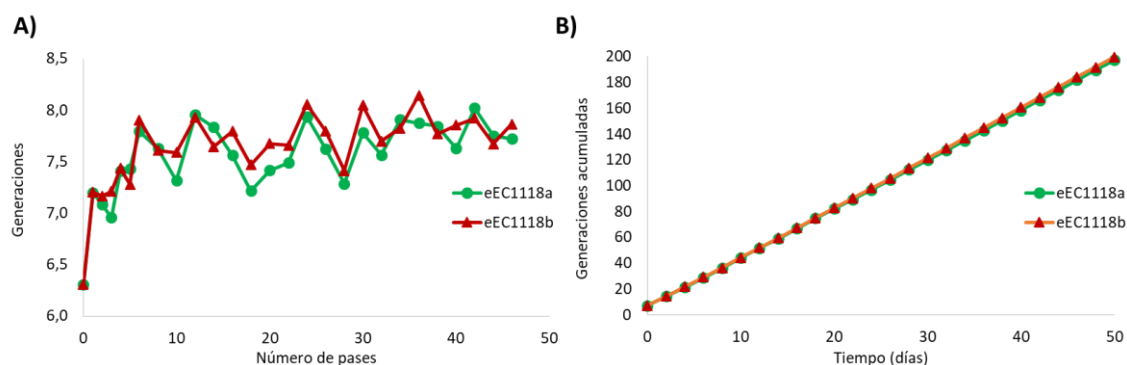 A)
8,5
8,0
7,5
7,0
6,5
6,0
Generaciones
0
10
20
30
40
50
Número de pases
eEC1118a
eEC1118b
B)
200
180
160
140
120
100
80
60
40
20
0
Generaciones acumuladas
0
10
20
30
40
50
Tiempo (días)
eEC1118a
eEC1118b